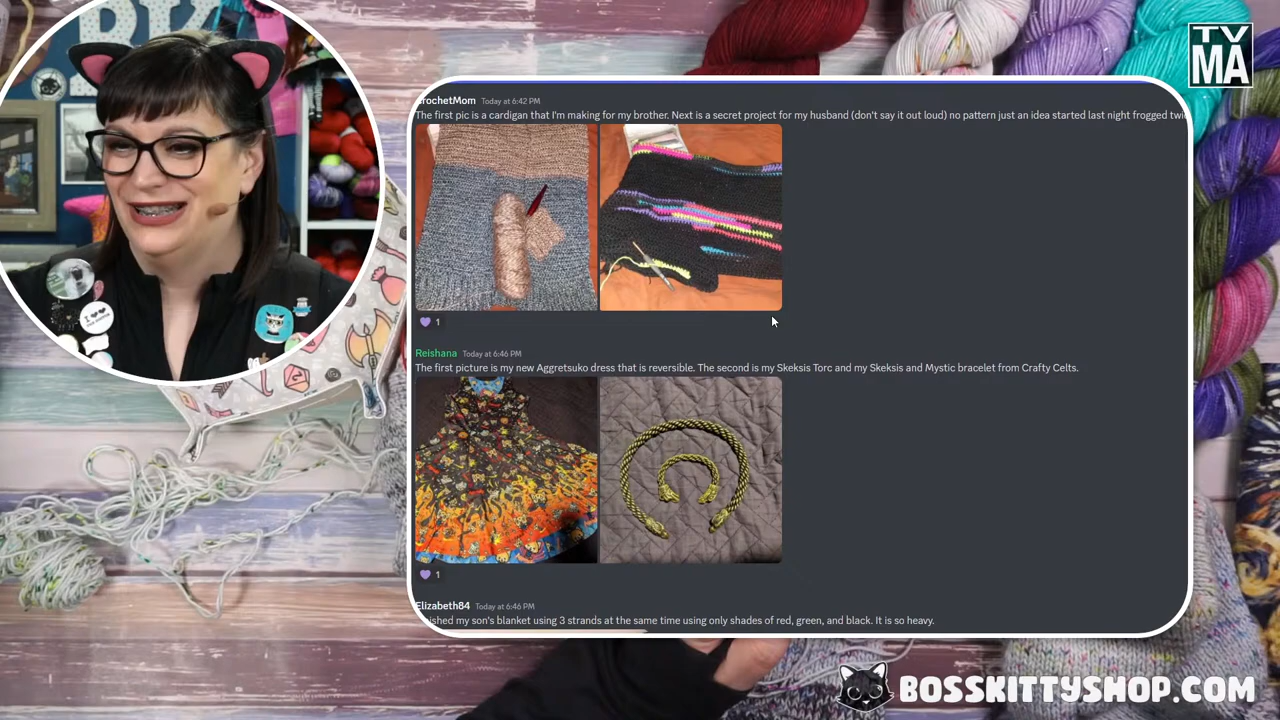 TV
MA
CrochetMom Today at 6:42 PM
The first pic is a cardigan that I'm making for my brother. Next is a secret project for my husband (don't say it out loud) no pattern just an idea started last night frogged
1
Reishana Today at 6:46 PM
The first picture is my new Aggretsuko dress that is reversible. The second is my Skeksis Torc and my Skeksis and Mystic bracelet from Crafty Celts.
1
Elizabeth84 Today at 6:46 PM
my son's blanket using 3 strands at the same time using only shades of red, green, and black. It is so heavy.
BOSSKITTYSHOP.COM